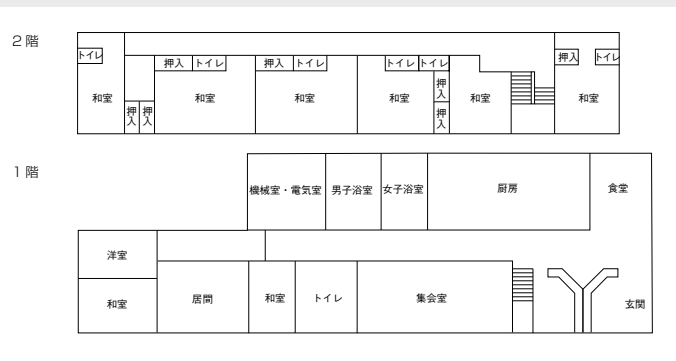 2階
トイレ
押入 トイレ
押入 トイレ
トイレ トイレ
押入 トイレ
押入
和室
和室
和室
和室
和室
和室
押入
押入
押入
1階
機械室・電気室
男子浴室
女子浴室
厨房
食堂
洋室
和室
居間
和室
トイレ
集会室
玄関